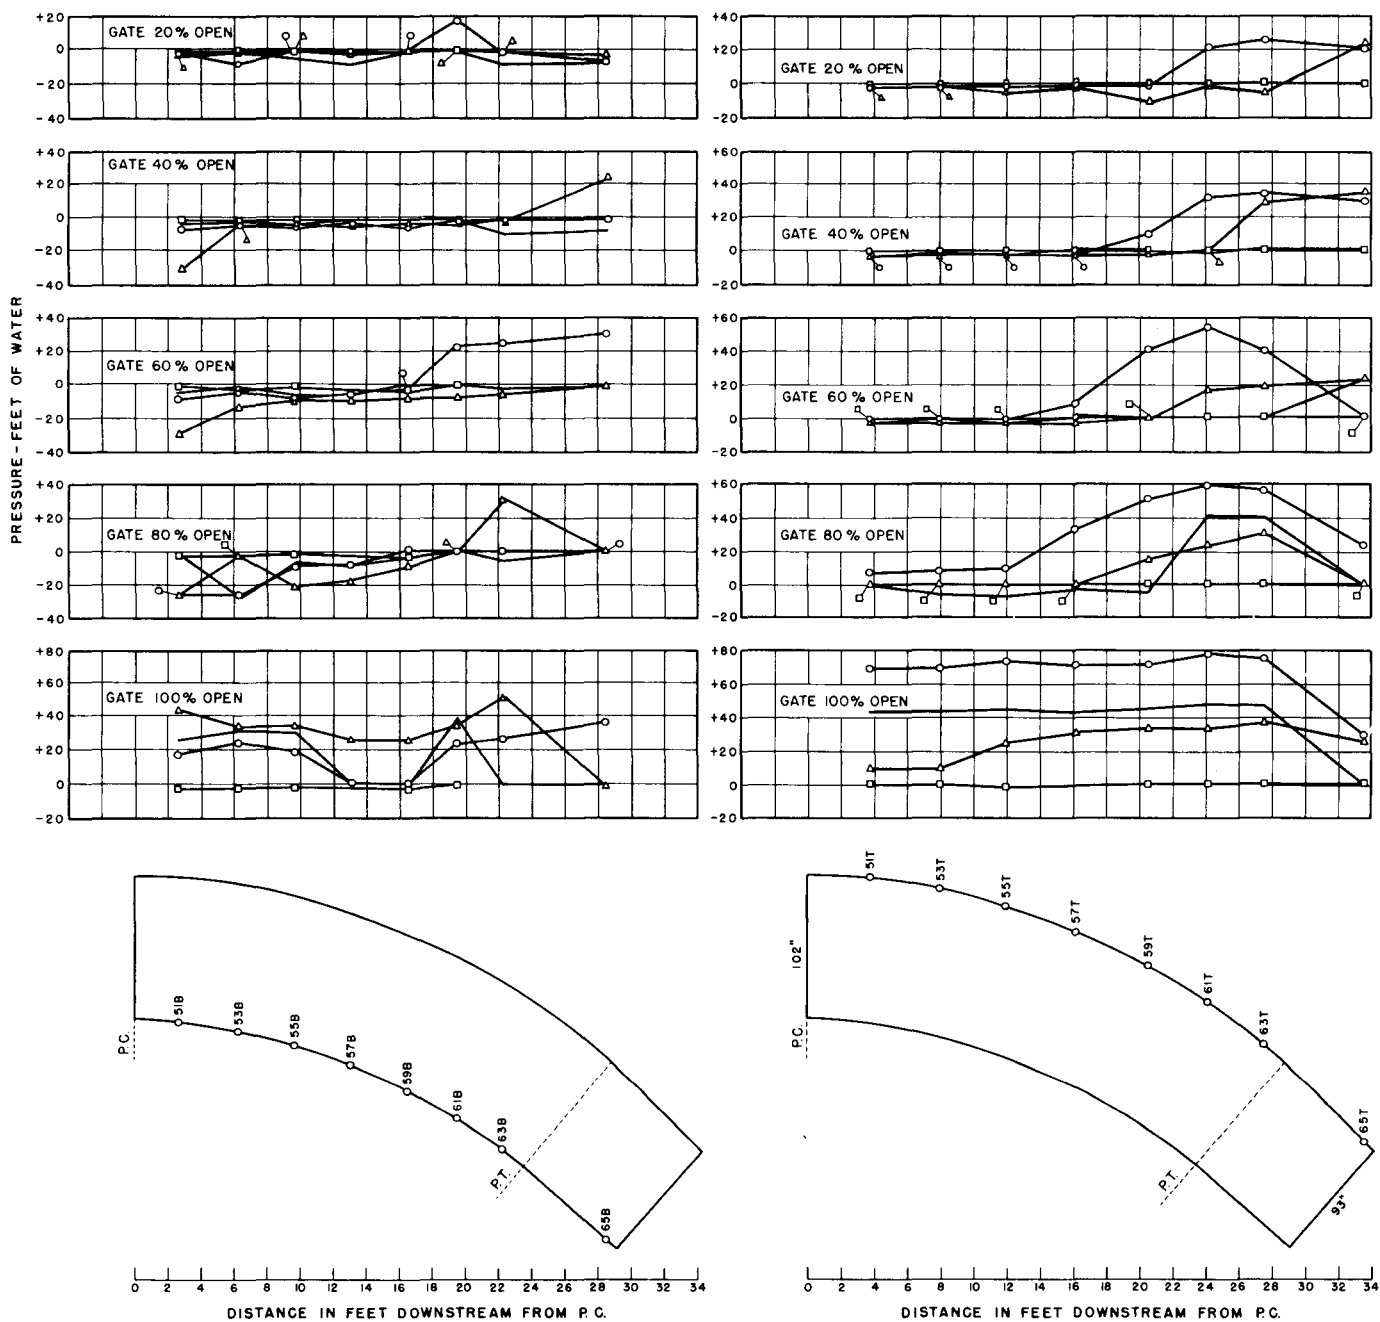 PRESSURE - FEET OF WATER
GATE 20% OPEN
+20
0
-20
-40
GATE 40% OPEN
+40
+20
0
-20
-40
GATE 60% OPEN
+40
+20
0
-20
-40
GATE 80% OPEN
+40
+20
0
-20
-40
GATE 100% OPEN
+80
+60
+40
+20
0
-20
GATE 20% OPEN
+40
+20
0
-20
GATE 40% OPEN
+60
+40
+20
0
-20
GATE 60% OPEN
+60
+40
+20
0
-20
GATE 80% OPEN
+60
+40
+20
0
-20
GATE 100% OPEN
+80
+60
+40
+20
0
-20
P.C.
51B
53B
55B
57B
59B
61B
63B
P.T.
65B
0 2 4 6 8 10 12 14 16 18 20 22 24 26 28 30 32 34
DISTANCE IN FEET DOWNSTREAM FROM P.C.
102"
P.C.
51T
53T
55T
57T
59T
61T
63T
P.T.
65T
93"
0 2 4 6 8 10 12 14 16 18 20 22 24 26 28 30 32 34
DISTANCE IN FEET DOWNSTREAM FROM P.C.